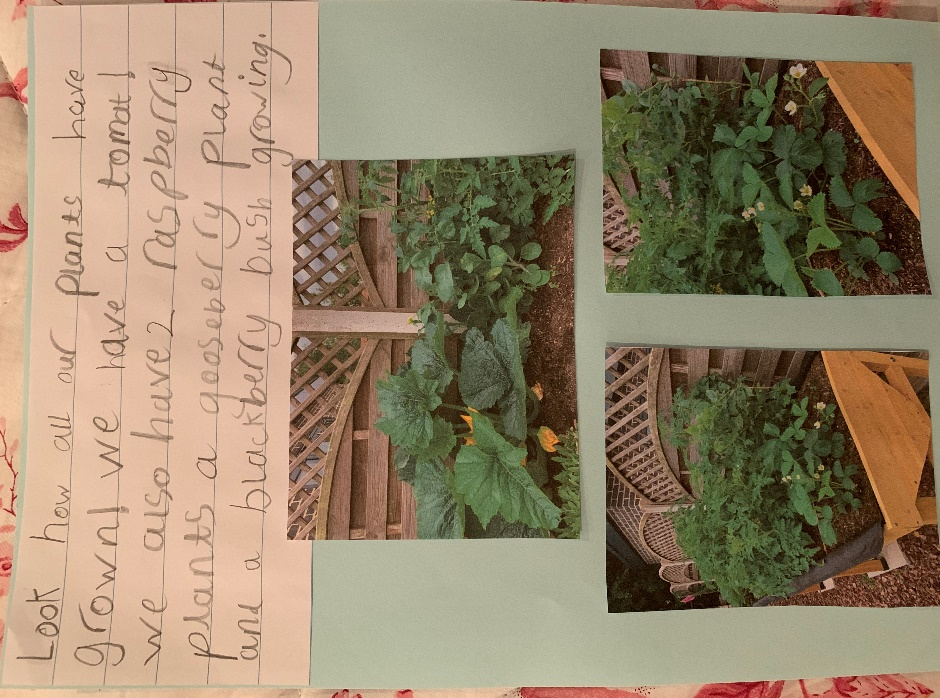 Look how all our plants have
grown! we have a tomat!
we also have 2 raspberry
plants a gooseberry plant
and a blackberry bush growing.